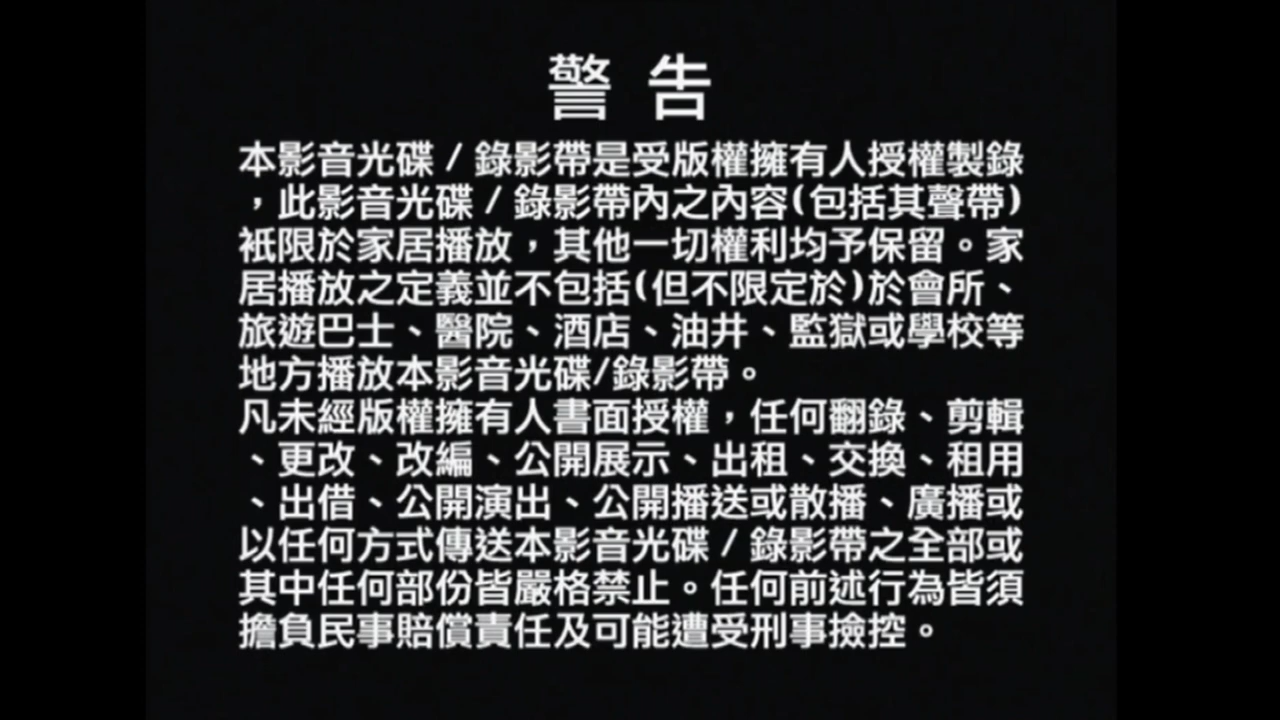 警 告
本影音光碟 / 錄影帶是受版權擁有人授權製錄
，此影音光碟 / 錄影帶內之內容(包括其聲帶)
衹限於家居播放，其他一切權利均予保留。家
居播放之定義並不包括(但不限定於)於會所、
旅遊巴士、醫院、酒店、油井、監獄或學校等
地方播放本影音光碟/錄影帶。
凡未經版權擁有人書面授權，任何翻錄、剪輯
、更改、改編、公開展示、出租、交換、租用
、出借、公開演出、公開播送或散播、廣播或
以任何方式傳送本影音光碟 / 錄影帶之全部或
其中任何部份皆嚴格禁止。任何前述行為皆須
擔負民事賠償責任及可能遭受刑事撿控。